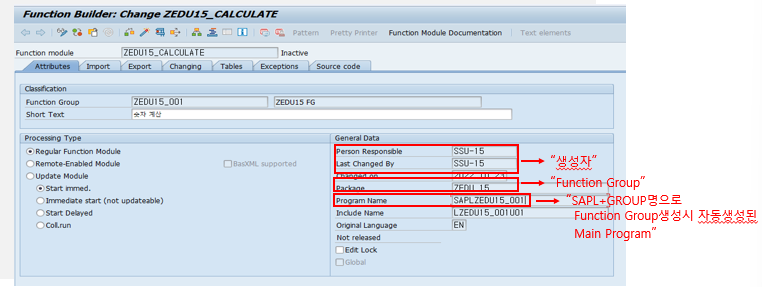 Function Builder: Change ZEDU15_CALCULATE
Pattern Pretty Printer Function Module Documentation Text elements
Function module ZEDU15_CALCULATE Inactive
Attributes Import Export Changing Tables Exceptions Source code
Classification
Function Group ZEDU15_001 ZEDU15 FG
Short Text 숫자 계산
Processing Type
Regular Function Module
Remote-Enabled Module BasXML supported
Update Module
Start immed.
Immediate start (not updateable)
Start Delayed
Coll.run
General Data
Person Responsible SSU-15
Last Changed By SSU-15
Changed on 2022.10.23
Package ZEDU_15
Program Name SAPLZEDU15_001
Include Name LZEDU15_001U01
Original Language EN
Not released
Edit Lock
Global
“생성자”
“Function Group”
“SAPL+GROUP명으로
Function Group생성시 자동생성된
Main Program”